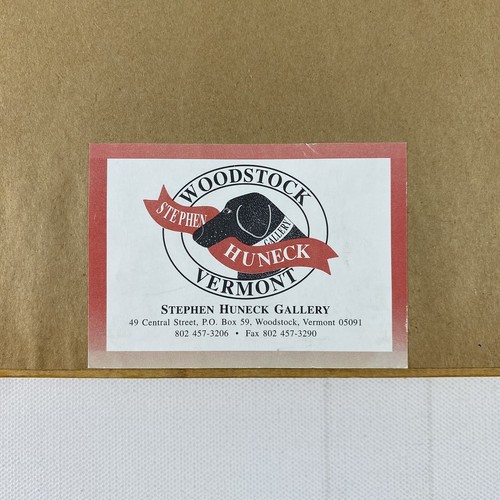 WOODSTOCK
STEPHEN
GALLERY
HUNECK
VERMONT
STEPHEN HUNECK GALLERY
49 Central Street, P.O. Box 59, Woodstock, Vermont 05091
802 457-3206 • Fax 802 457-3290